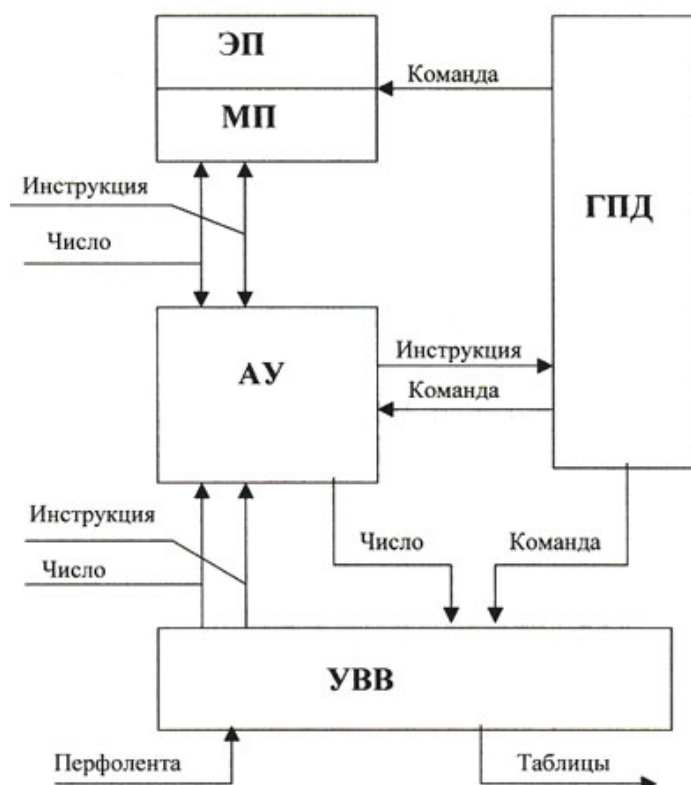 ЭП
Команда
МП
ГПД
Инструкция
Число
АУ
Инструкция
Команда
Инструкция
Число
Число
Команда
УВВ
Перфолента
Таблицы